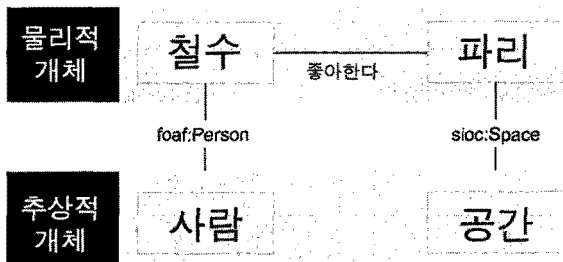 물리적
개체
철수
좋아한다
파리
foaf:Person
sioc:Space
추상적
개체
사람
공간